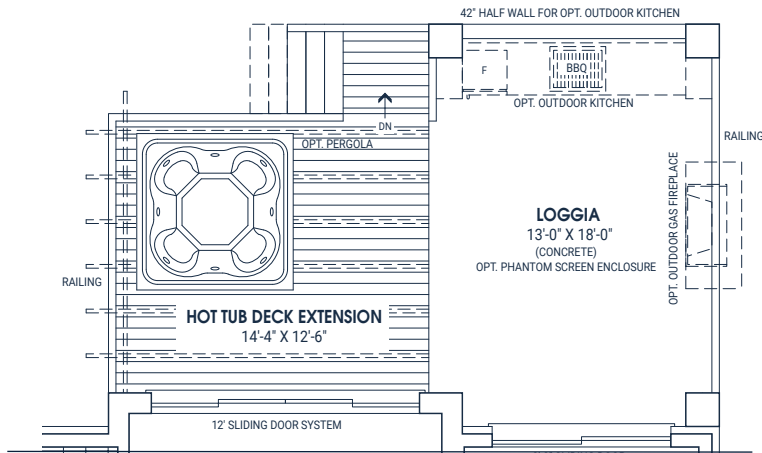 42" HALF WALL FOR OPT. OUTDOOR KITCHEN
F
BBQ
OPT. OUTDOOR KITCHEN
DN
OPT. PERGOLA
RAILING
OPT. OUTDOOR GAS FIREPLACE
LOGGIA
13'-0" X 18'-0"
(CONCRETE)
OPT. PHANTOM SCREEN ENCLOSURE
RAILING
HOT TUB DECK EXTENSION
14'-4" X 12'-6"
12' SLIDING DOOR SYSTEM